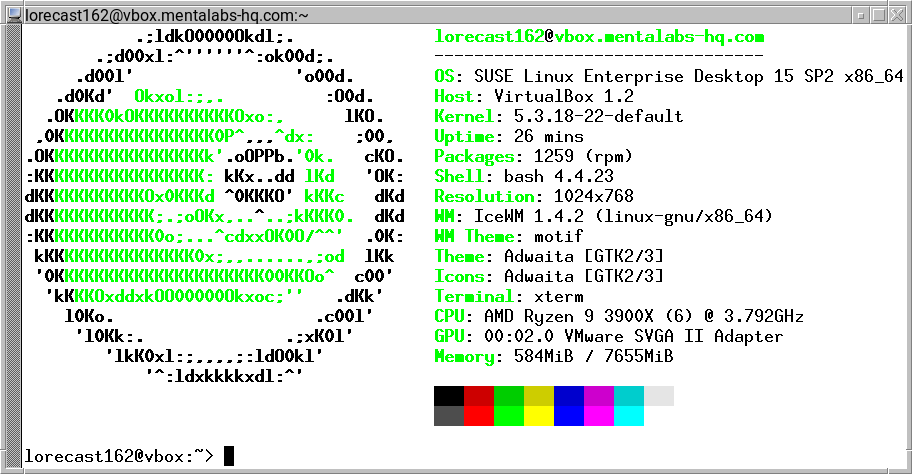 lorecast162@vbox.mentalabs-hq.com:~
.;ldkO0000Okdl;.
.;d00xl:^''''''^:ok00d;.
.d00l'                'o00d.
.d0Kd'  Okxol:;,.          :O0d.
.OKKKK0kOKKKKKKKKKKOxo:,      lKO.
,0KKKKKKKKKKKKKKKK0P^,,,^dx:    ;00,
.OKKKKKKKKKKKKKKKKk'.oOPPb.'0k.   cKO.
:KKKKKKKKKKKKKKKKK: kKx..dd lKd   'OK:
dKKKKKKKKKKKOx0KKKd ^0KKKO' kKKc   dKd
dKKKKKKKKKKKK;.;oOKx,..^..;kKKK0.  dKd
:KKKKKKKKKKKK0o;...^cdxxOK0O/^^'  .0K:
kKKKKKKKKKKKKKKK0x;,,......,;od  lKk
'0KKKKKKKKKKKKKKKKKKKK00KKOo^  c00'
'kKKKOxddxkOO00000Okxoc;''   .dKk'
l0Ko.                    .c00l'
'l0Kk:.              .;xK0l'
'lkK0xl:;,,,,;:ldO0kl'
'^:ldxkkkkxdl:^'
lorecast162@vbox.mentalabs-hq.com
---------------------------------
OS: SUSE Linux Enterprise Desktop 15 SP2 x86_64
Host: VirtualBox 1.2
Kernel: 5.3.18-22-default
Uptime: 26 mins
Packages: 1259 (rpm)
Shell: bash 4.4.23
Resolution: 1024x768
WM: IceWM 1.4.2 (linux-gnu/x86_64)
WM Theme: motif
Theme: Adwaita [GTK2/3]
Icons: Adwaita [GTK2/3]
Terminal: xterm
CPU: AMD Ryzen 9 3900X (6) @ 3.792GHz
GPU: 00:02.0 VMware SVGA II Adapter
Memory: 584MiB / 7655MiB
lorecast162@vbox:~>